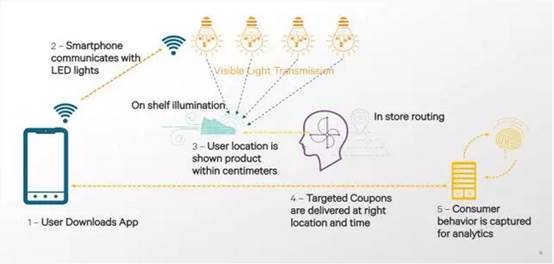 2 – Smartphone
communicates with
LED lights
Visible Light Transmission
On shelf illumination
In store routing
3 – User location is
shown product
within centimeters
1 – User Downloads App
4 – Targeted Coupons
are delivered at right
location and time
5 – Consumer
behavior is captured
for analytics